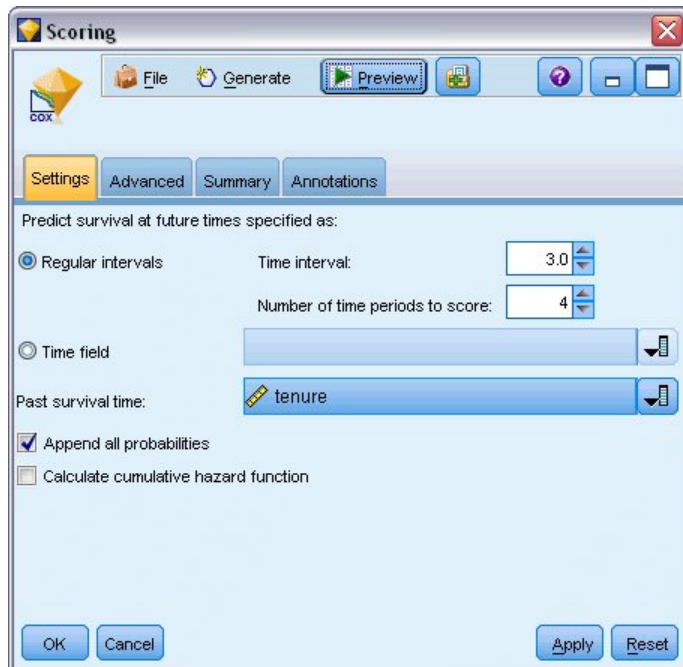 Scoring
File Generate Preview
COX
Settings Advanced Summary Annotations
Predict survival at future times specified as:
Regular intervals Time interval: 3.0
Number of time periods to score: 4
Time field
Past survival time: tenure
Append all probabilities
Calculate cumulative hazard function
OK Cancel Apply Reset